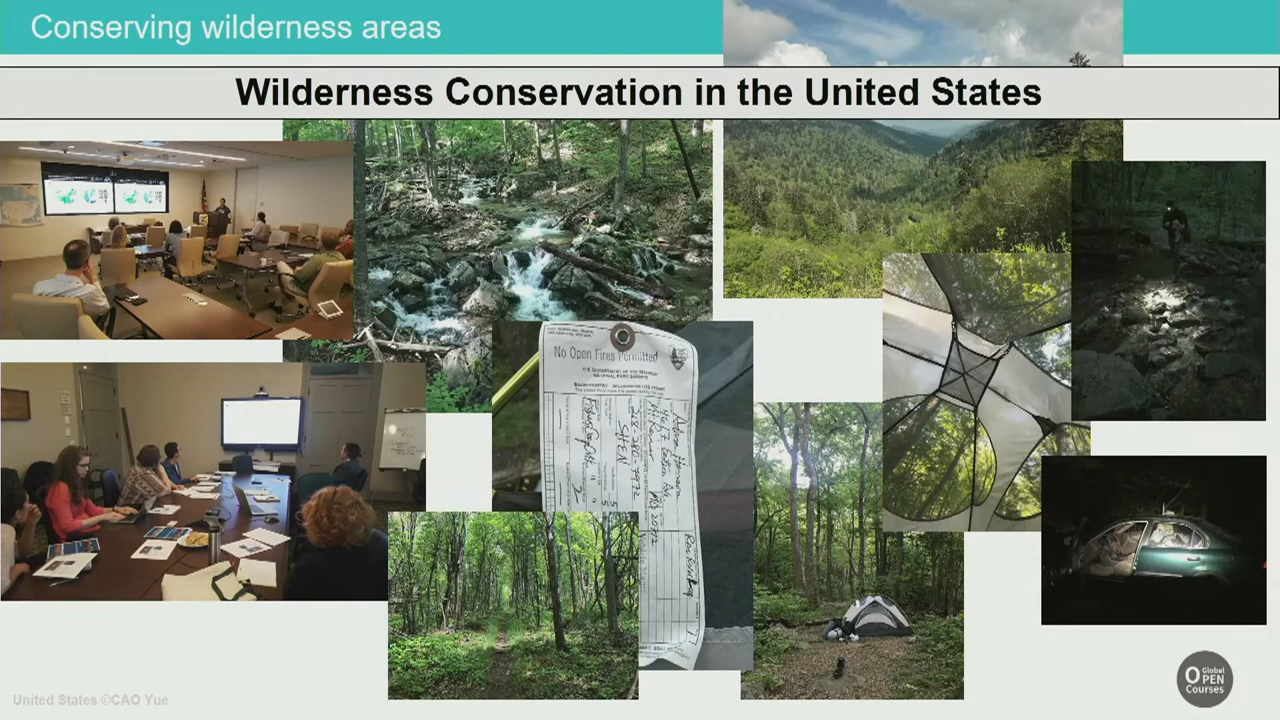 Conserving wilderness areas
Wilderness Conservation in the United States
No Open Fires Permitted
U.S. DEPARTMENT OF THE INTERIOR
NATIONAL PARK SERVICE
SHEN
United States ©CAO Yue
Global
OPEN
Courses